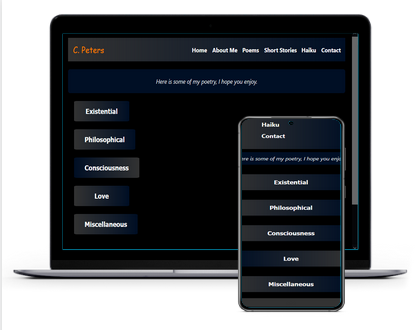 C. Peters
Home About Me Poems Short Stories Haiku Contact
Here is some of my poetry, I hope you enjoy.
Existential
Philosophical
Consciousness
Love
Miscellaneous
Haiku
Contact
ere is some of my poetry, I hope you enjo
Existential
Philosophical
Consciousness
Love
Miscellaneous